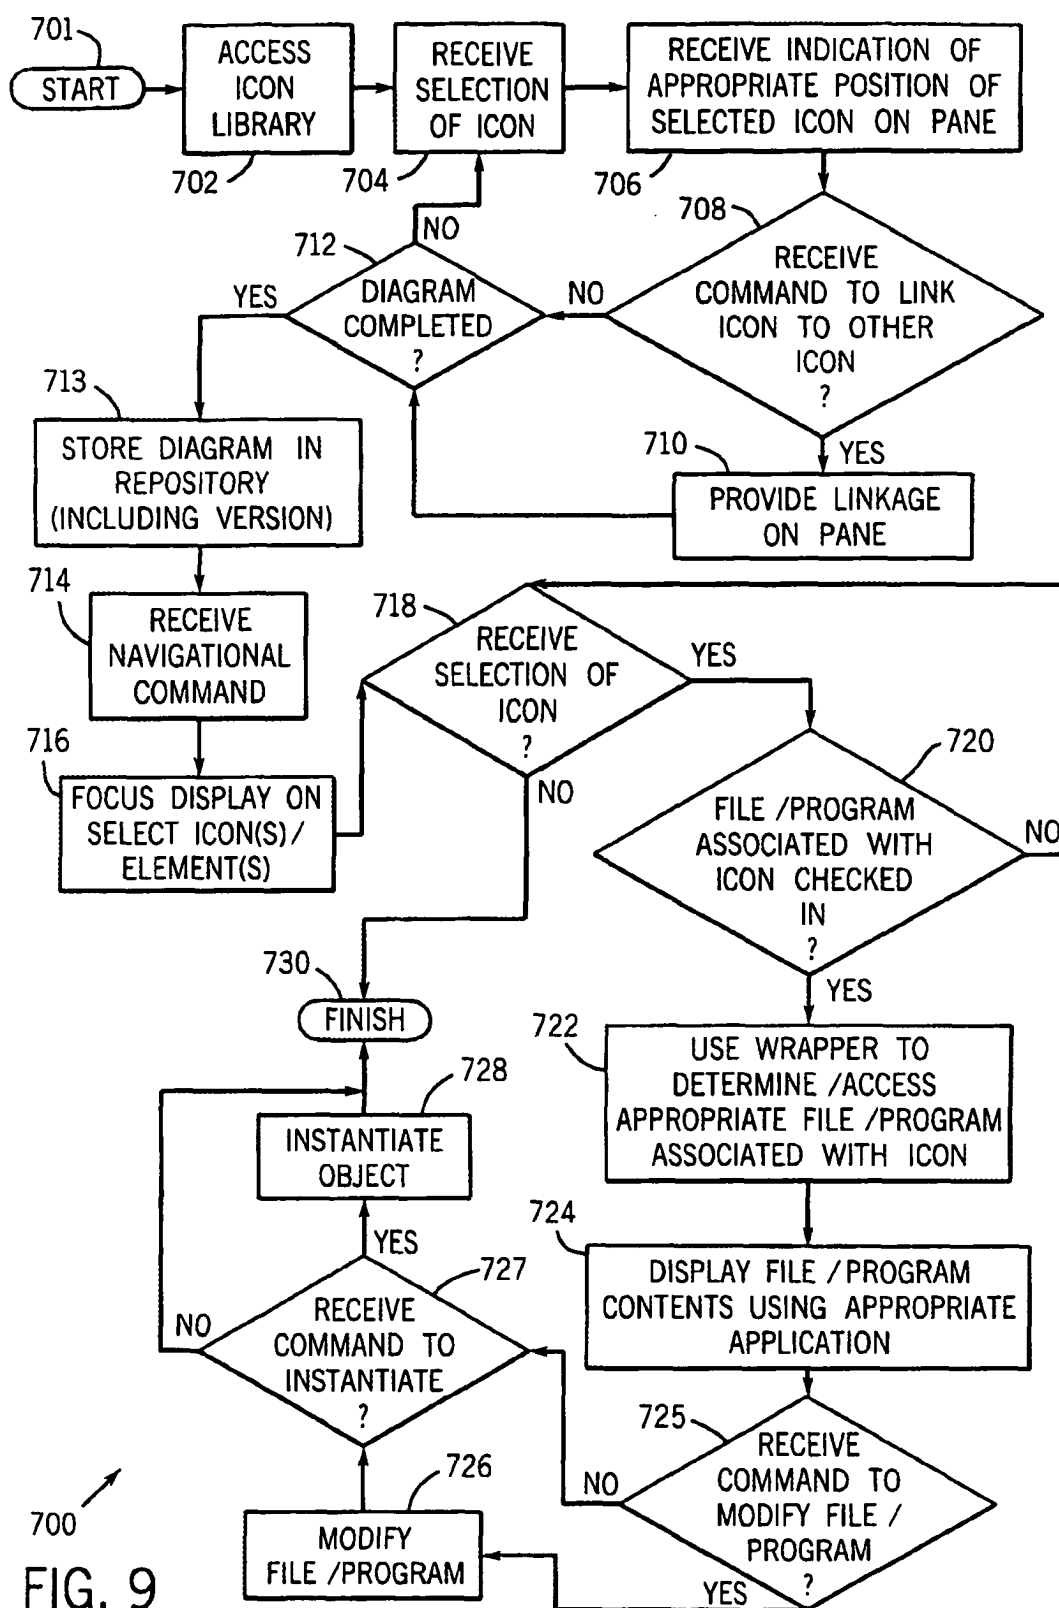 701
START
ACCESS
ICON
LIBRARY
702
RECEIVE
SELECTION
OF ICON
704
RECEIVE INDICATION OF
APPROPRIATE POSITION OF
SELECTED ICON ON PANE
706
708
RECEIVE
COMMAND TO LINK
ICON TO OTHER
ICON
?
NO
YES
710
PROVIDE LINKAGE
ON PANE
712
NO
DIAGRAM
COMPLETED
?
YES
713
STORE DIAGRAM IN
REPOSITORY
(INCLUDING VERSION)
714
RECEIVE
NAVIGATIONAL
COMMAND
716
FOCUS DISPLAY ON
SELECT ICON(S)/
ELEMENT(S)
718
RECEIVE
SELECTION OF
ICON
?
YES
NO
720
FILE /PROGRAM
ASSOCIATED WITH
ICON CHECKED
IN
?
NO
YES
722
USE WRAPPER TO
DETERMINE /ACCESS
APPROPRIATE FILE /PROGRAM
ASSOCIATED WITH ICON
724
DISPLAY FILE / PROGRAM
CONTENTS USING APPROPRIATE
APPLICATION
725
RECEIVE
COMMAND TO
MODIFY FILE /
PROGRAM
?
NO
YES
726
MODIFY
FILE /PROGRAM
727
RECEIVE
COMMAND TO
INSTANTIATE
?
NO
YES
728
INSTANTIATE
OBJECT
730
FINISH
700
FIG. 9